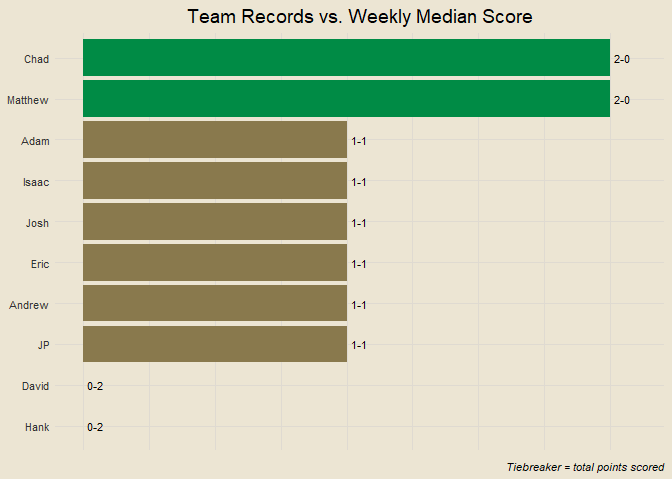 Team Records vs. Weekly Median Score
Chad 2-0
Matthew 2-0
Adam 1-1
Isaac 1-1
Josh 1-1
Eric 1-1
Andrew 1-1
JP 1-1
David 0-2
Hank 0-2
Tiebreaker = total points scored